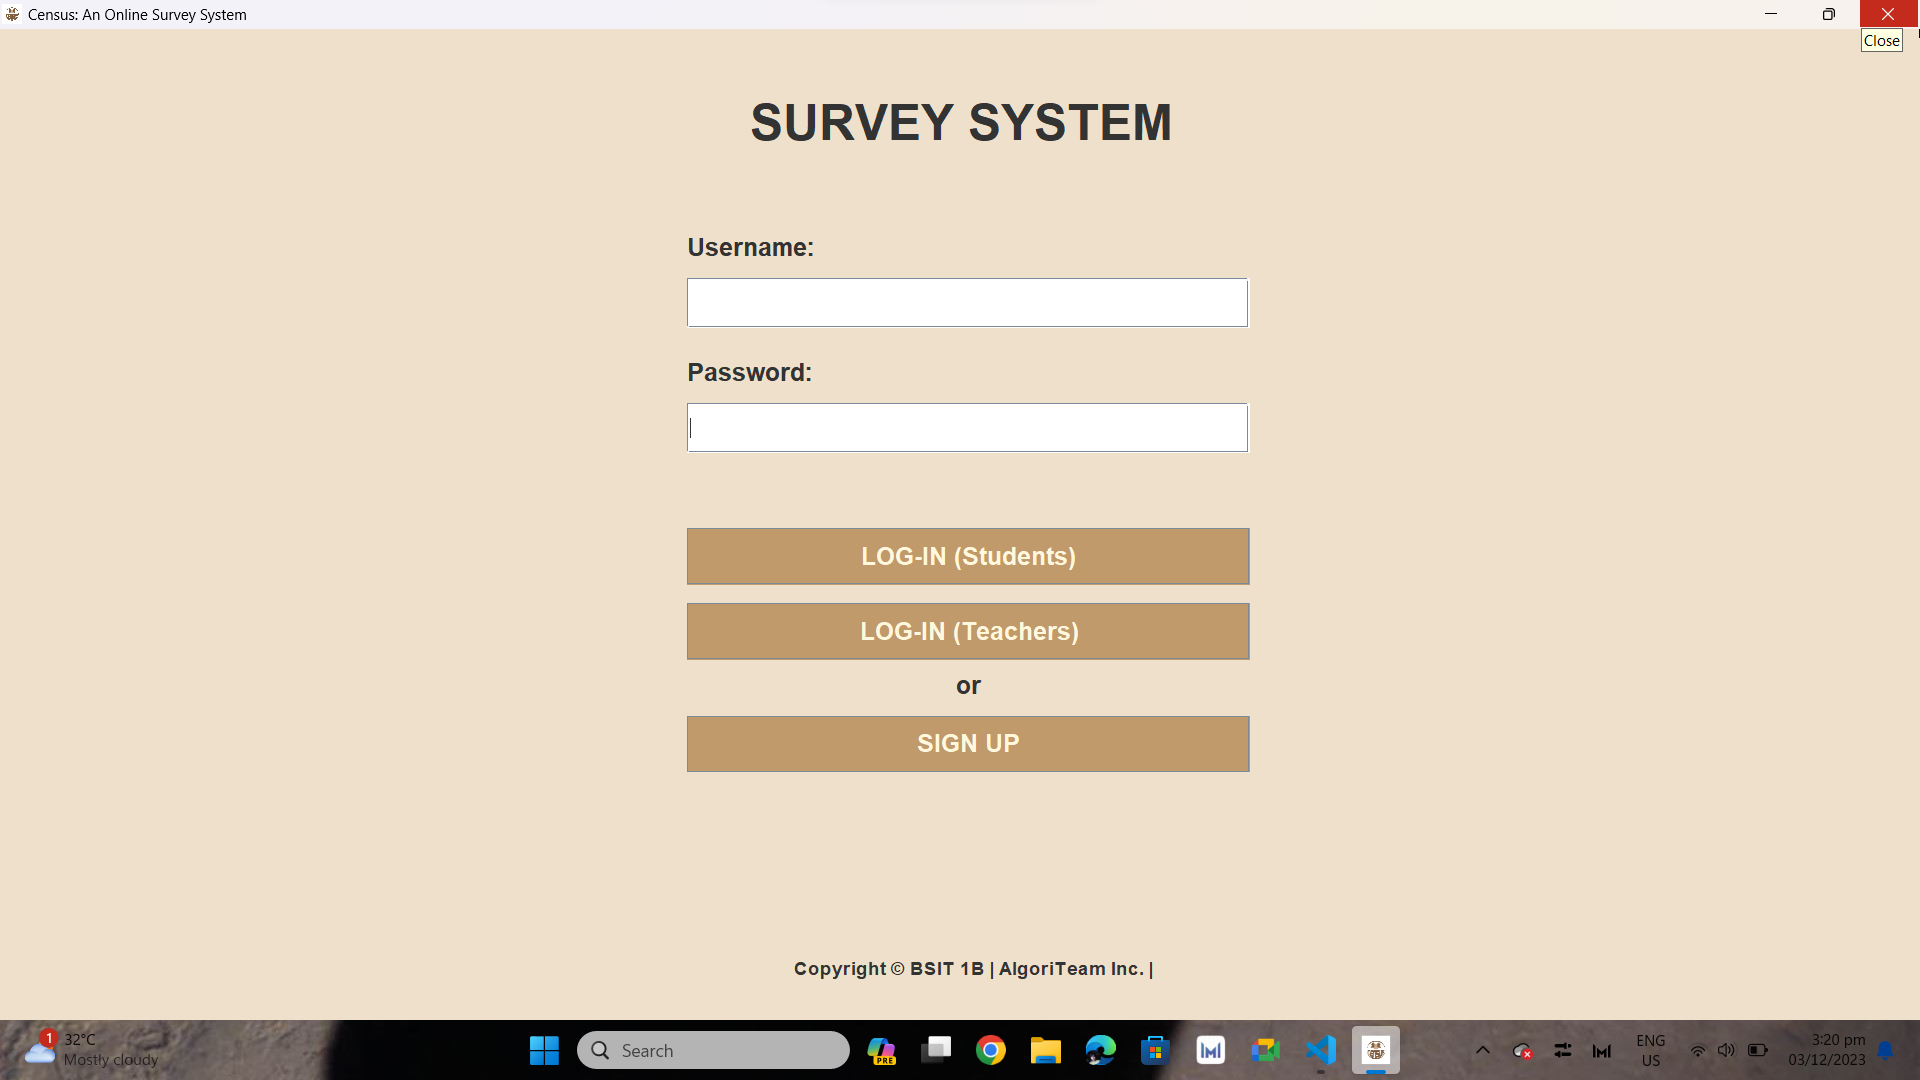 Census: An Online Survey System
Close
SURVEY SYSTEM
Username:
Password:
LOG-IN (Students)
LOG-IN (Teachers)
or
SIGN UP
Copyright © BSIT 1B | AlgoriTeam Inc. |
1
32°C
Mostly cloudy
Search
PRE
ENG
US
3:20 pm
03/12/2023